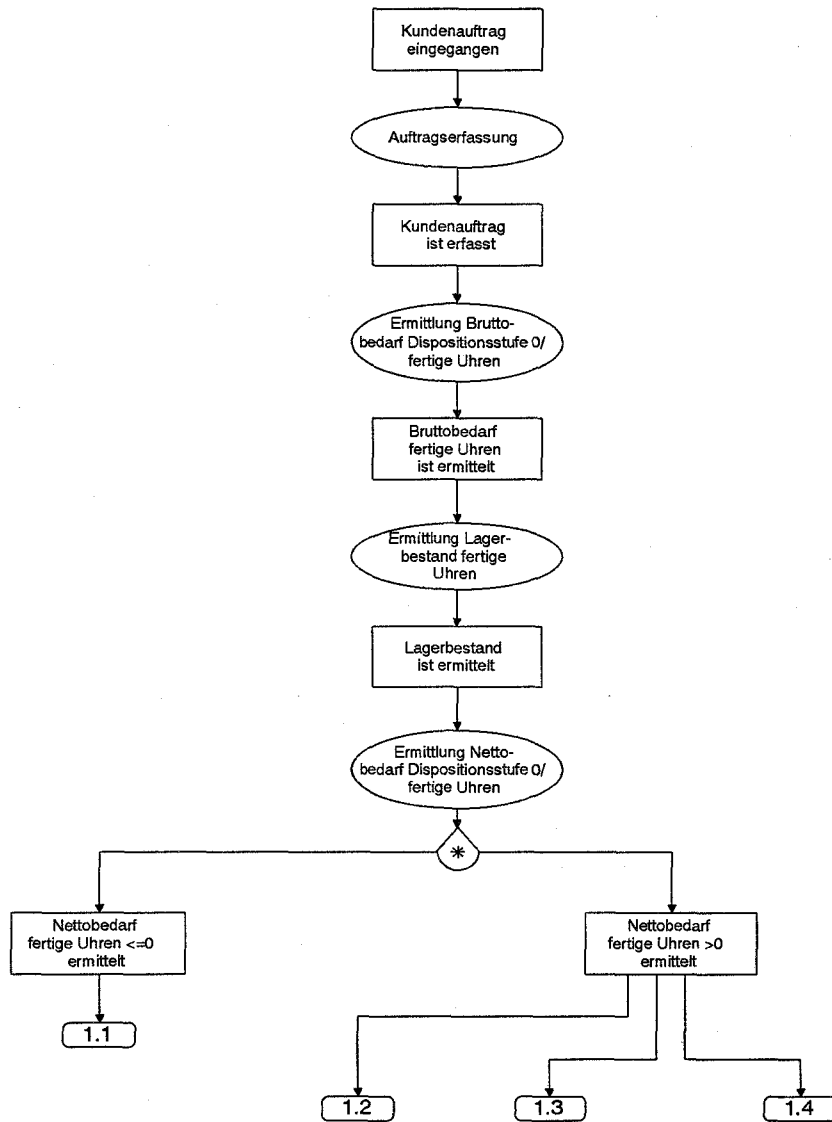 Kundenauftrag
eingegangen
Auftragserfassung
Kundenauftrag
ist erfasst
Ermittlung Brutto-
bedarf Dispositionsstufe 0/
fertige Uhren
Bruttobedarf
fertige Uhren
ist ermittelt
Ermittlung Lager-
bestand fertige
Uhren
Lagerbestand
ist ermittelt
Ermittlung Netto-
bedarf Dispositionsstufe 0/
fertige Uhren
*
Nettobedarf
fertige Uhren <=0
ermittelt
Nettobedarf
fertige Uhren >0
ermittelt
1.1
1.2
1.3
1.4